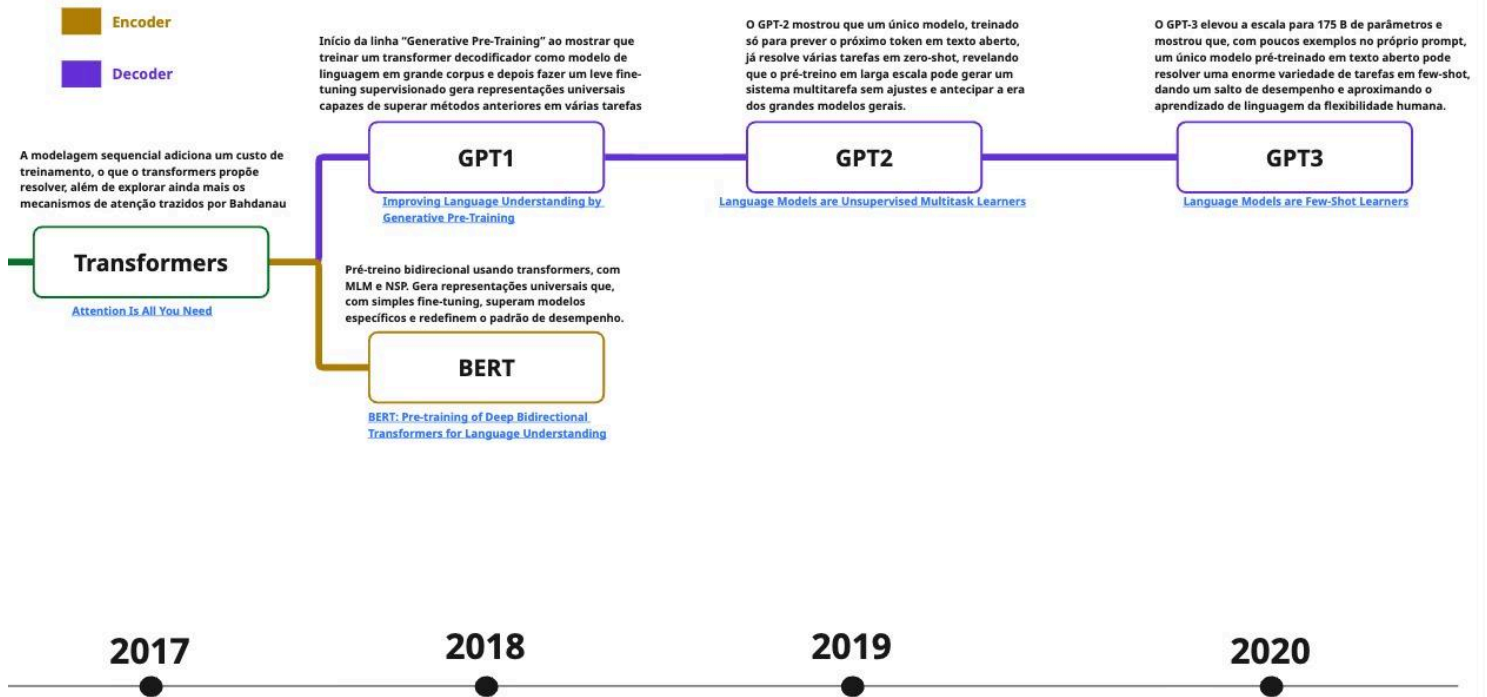 Encoder
Decoder
A modelagem sequencial adiciona um custo de
treinamento, o que o transformers propõe
resolver, além de explorar ainda mais os
mecanismos de atenção trazidos por Bahdanau
Transformers
Attention Is All You Need
Início da linha “Generative Pre-Training” ao mostrar que
treinar um transformer decodificador como modelo de
linguagem em grande corpus e depois fazer um leve fine-
tuning supervisionado gera representações universais
capazes de superar métodos anteriores em várias tarefas
GPT1
Improving Language Understanding by
Generative Pre-Training
Pré-treino bidirecional usando transformers, com
MLM e NSP. Gera representações universais que,
com simples fine-tuning, superam modelos
específicos e redefinem o padrão de desempenho.
BERT
BERT: Pre-training of Deep Bidirectional
Transformers for Language Understanding
O GPT-2 mostrou que um único modelo, treinado
só para prever o próximo token em texto aberto,
já resolve várias tarefas em zero-shot, revelando
que o pré-treino em larga escala pode gerar um
sistema multitarefa sem ajustes e antecipar a era
dos grandes modelos gerais.
GPT2
Language Models are Unsupervised Multitask Learners
O GPT-3 elevou a escala para 175 B de parâmetros e
mostrou que, com poucos exemplos no próprio prompt,
um único modelo pré-treinado em texto aberto pode
resolver uma enorme variedade de tarefas em few-shot,
dando um salto de desempenho e aproximando o
aprendizado de linguagem da flexibilidade humana.
GPT3
Language Models are Few-Shot Learners
2017
2018
2019
2020